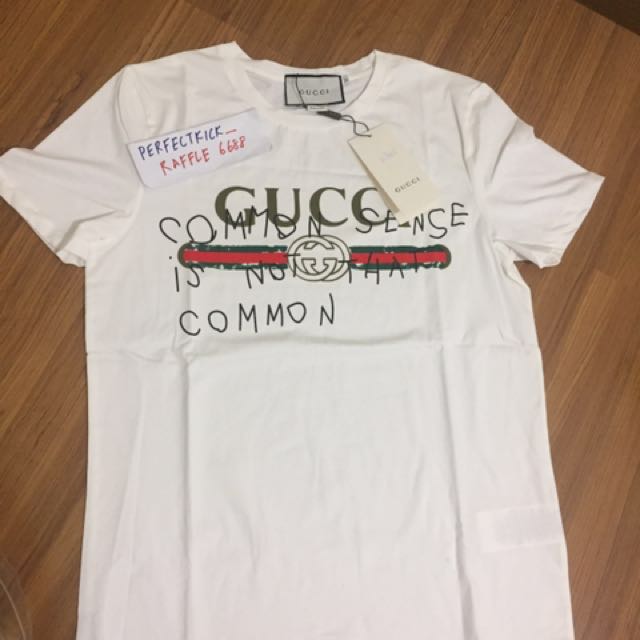 GUCCI
PERFECTKICK_
RAFFLE 6688
GUCCI
GUCCI
COMMON SENSE
iS NOT THAT
COMMON